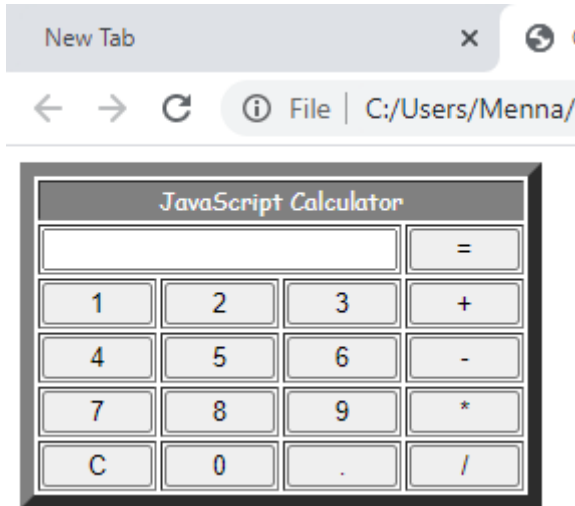 New Tab
File C:/Users/Menna/
JavaScript Calculator
=
1 2 3 +
4 5 6 -
7 8 9 *
C 0 . /